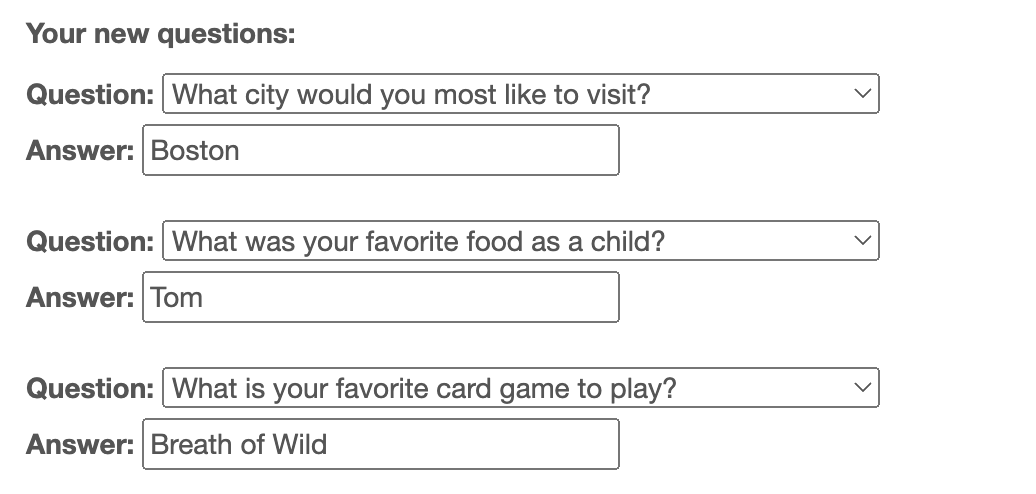 Your new questions:
Question: What city would you most like to visit?
Answer: Boston
Question: What was your favorite food as a child?
Answer: Tom
Question: What is your favorite card game to play?
Answer: Breath of Wild